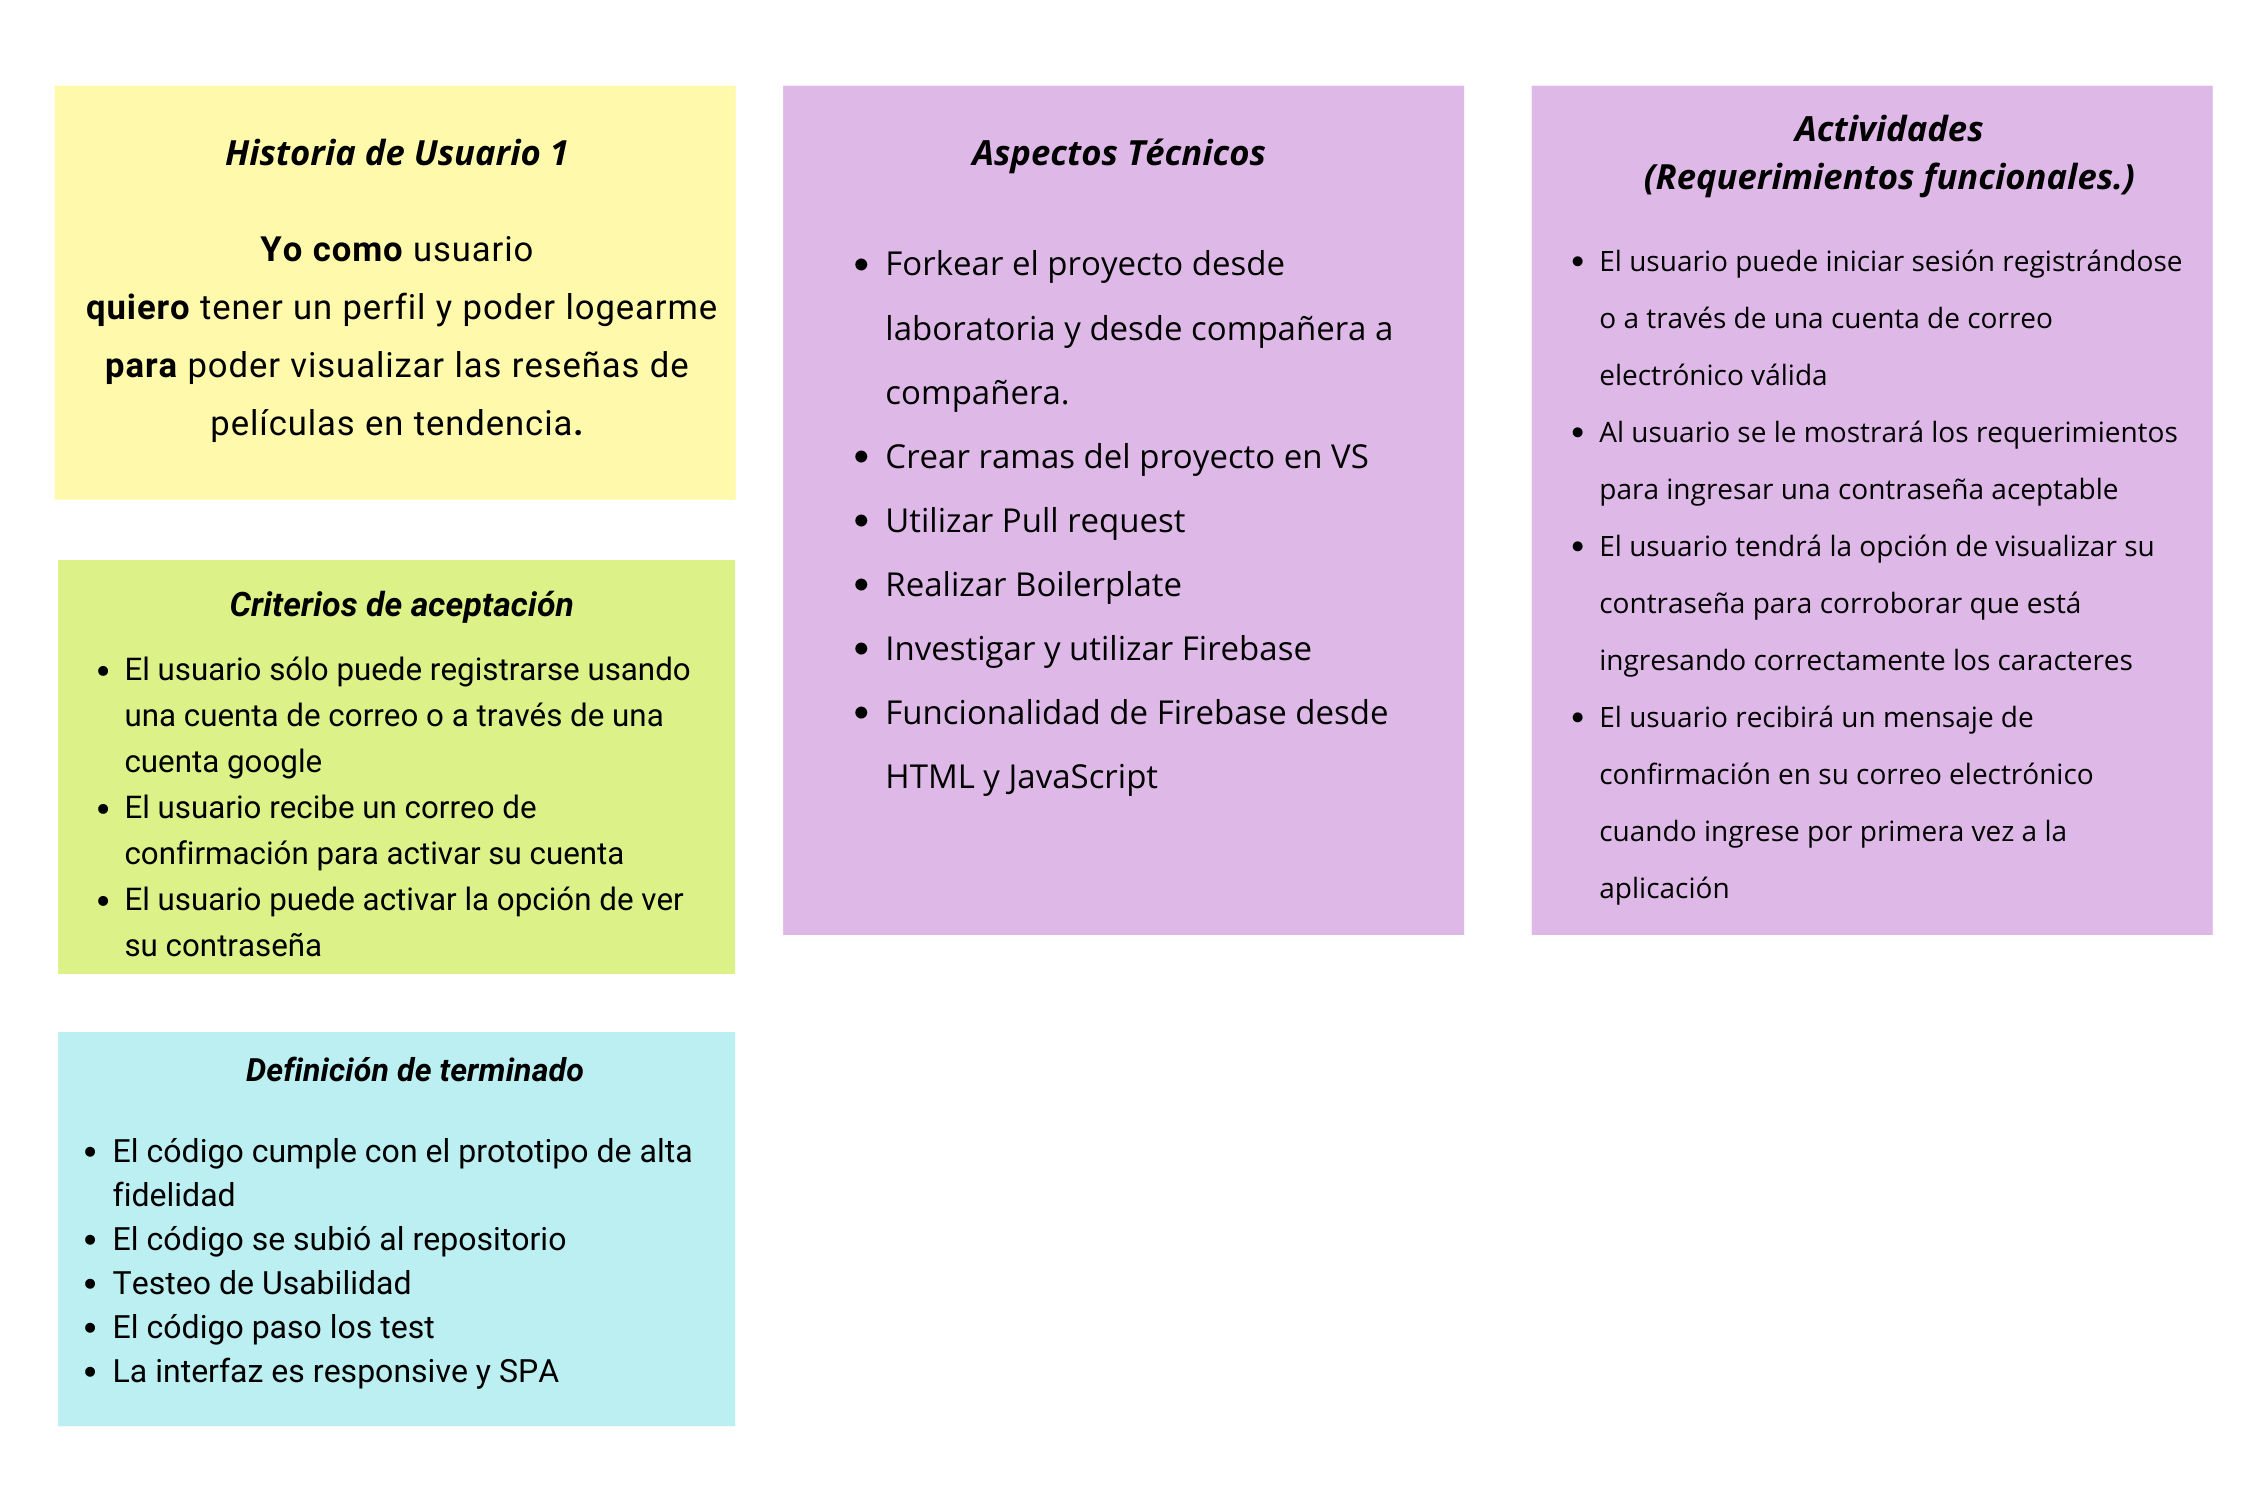 Historia de Usuario 1
Yo como usuario
quiero tener un perfil y poder logearme
para poder visualizar las reseñas de
películas en tendencia.
Criterios de aceptación
El usuario sólo puede registrarse usando
una cuenta de correo o a través de una
cuenta google
El usuario recibe un correo de
confirmación para activar su cuenta
El usuario puede activar la opción de ver
su contraseña
Definición de terminado
El código cumple con el prototipo de alta
fidelidad
El código se subió al repositorio
Testeo de Usabilidad
El código paso los test
La interfaz es responsive y SPA
Aspectos Técnicos
Forkear el proyecto desde
laboratoria y desde compañera a
compañera.
Crear ramas del proyecto en VS
Utilizar Pull request
Realizar Boilerplate
Investigar y utilizar Firebase
Funcionalidad de Firebase desde
HTML y JavaScript
Actividades
(Requerimientos funcionales.)
El usuario puede iniciar sesión registrándose
o a través de una cuenta de correo
electrónico válida
Al usuario se le mostrará los requerimientos
para ingresar una contraseña aceptable
El usuario tendrá la opción de visualizar su
contraseña para corroborar que está
ingresando correctamente los caracteres
El usuario recibirá un mensaje de
confirmación en su correo electrónico
cuando ingrese por primera vez a la
aplicación